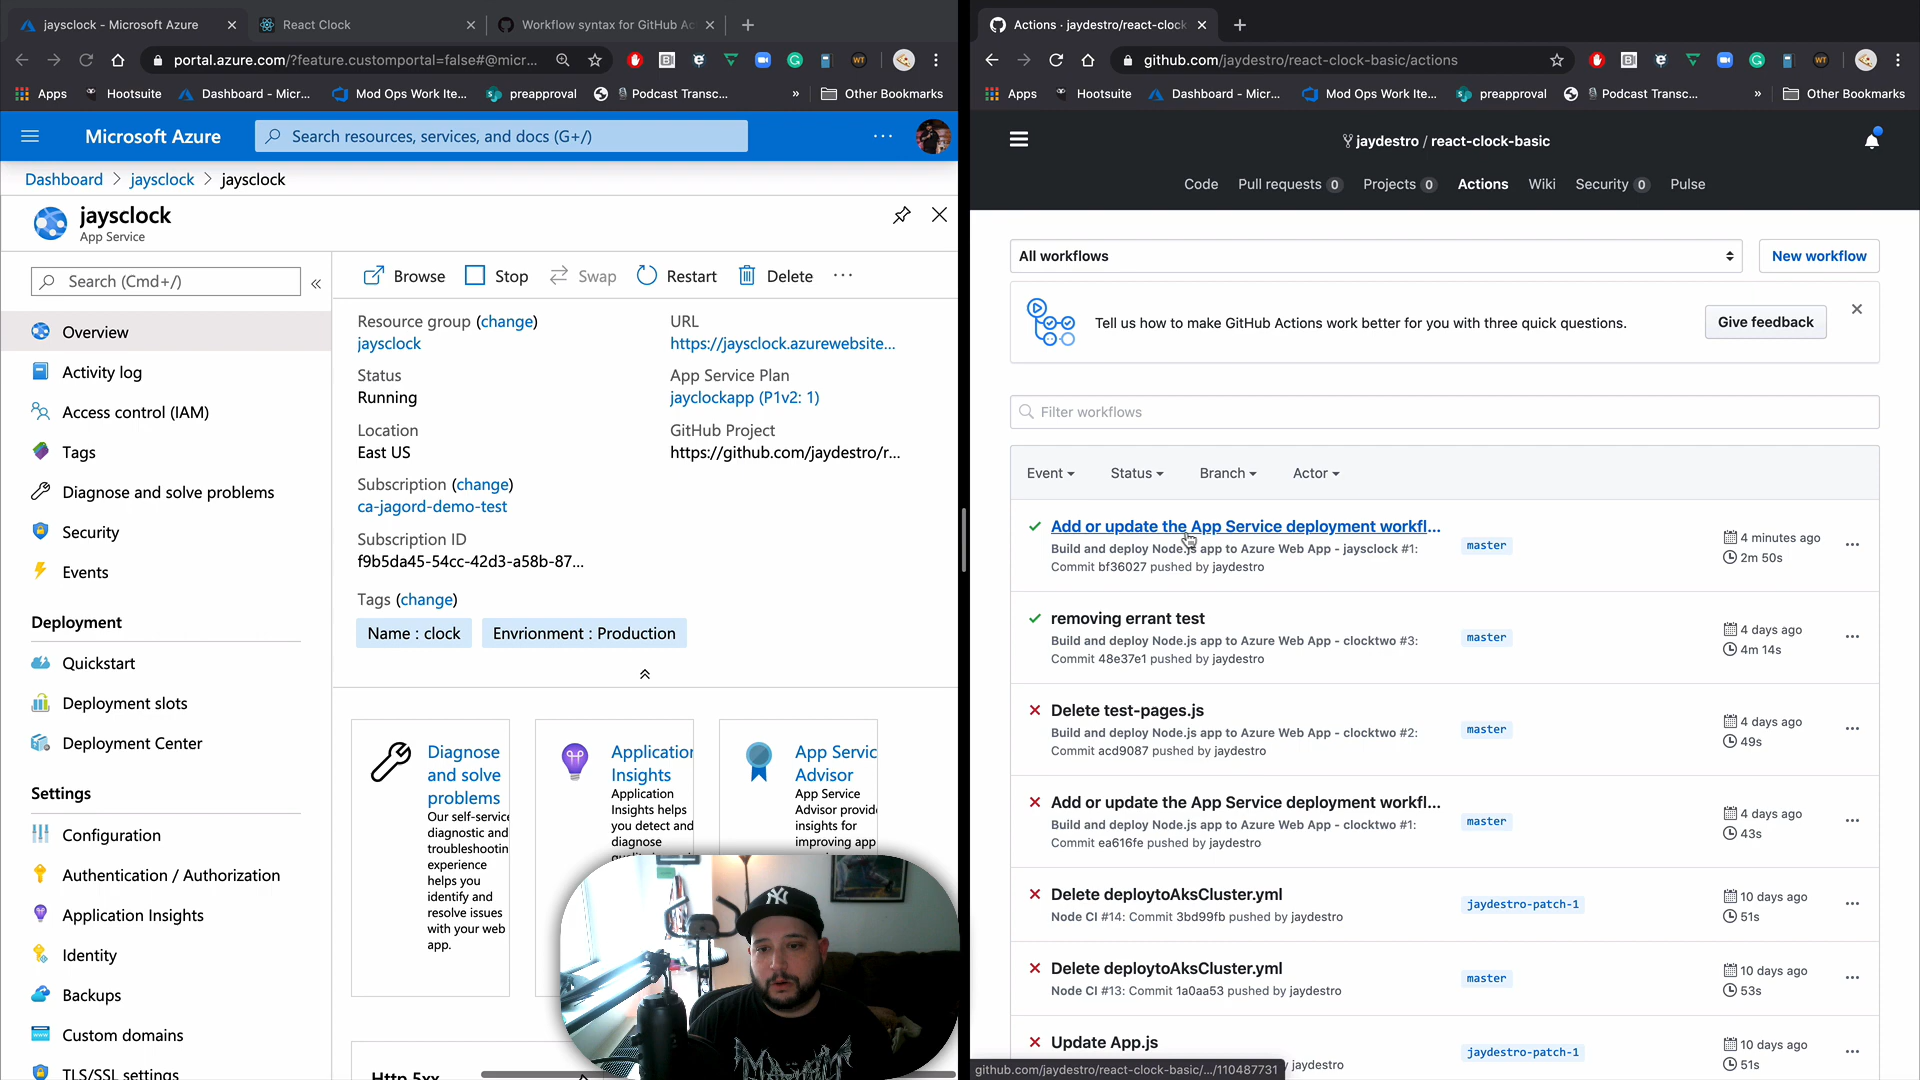 jaysclock - Microsoft Azure
React Clock
Workflow syntax for GitHub Ac
portal.azure.com/?feature.customportal=false#@micr...
Apps
Hootsuite
Dashboard - Micr...
Mod Ops Work Ite...
preapproval
Podcast Transc...
»
Other Bookmarks
Microsoft Azure
Search resources, services, and docs (G+/)
Dashboard > jaysclock > jaysclock
jaysclock
App Service
Search (Cmd+/)
«
Overview
Activity log
Access control (IAM)
Tags
Diagnose and solve problems
Security
Events
Deployment
Quickstart
Deployment slots
Deployment Center
Settings
Configuration
Authentication / Authorization
Application Insights
Identity
Backups
Custom domains
TLS/SSL settings
Browse
Stop
Swap
Restart
Delete
Resource group (change)
jaysclock
Status
Running
Location
East US
Subscription (change)
ca-jagord-demo-test
Subscription ID
f9b5da45-54cc-42d3-a58b-87...
Tags (change)
Name : clock
Envrionment : Production
URL
https://jaysclock.azurewebsite...
App Service Plan
jayclockapp (P1v2: 1)
GitHub Project
https://github.com/jaydestro/r...
Diagnose
and solve
problems
Our self-service
diagnostic and
troubleshootin
experience
helps you
identify and
resolve issues
with your web
app.
Application
Insights
Application
Insights helps
you detect and
diagnose
App Servic
Advisor
App Service
Advisor provide
insights for
improving app
Http 5xx
Actions · jaydestro/react-clock
github.com/jaydestro/react-clock-basic/actions
Apps
Hootsuite
Dashboard - Micr...
Mod Ops Work Ite...
preapproval
Podcast Transc...
»
Other Bookmarks
jaydestro / react-clock-basic
Code
Pull requests 0
Projects 0
Actions
Wiki
Security 0
Pulse
All workflows
New workflow
Tell us how to make GitHub Actions work better for you with three quick questions.
Give feedback
Filter workflows
Event
Status
Branch
Actor
Add or update the App Service deployment workfl...
Build and deploy Node.js app to Azure Web App - jaysclock #1:
Commit bf36027 pushed by jaydestro
master
4 minutes ago
2m 50s
removing errant test
Build and deploy Node.js app to Azure Web App - clocktwo #3:
Commit 48e37e1 pushed by jaydestro
master
4 days ago
4m 14s
Delete test-pages.js
Build and deploy Node.js app to Azure Web App - clocktwo #2:
Commit acd9087 pushed by jaydestro
master
4 days ago
49s
Add or update the App Service deployment workfl...
Build and deploy Node.js app to Azure Web App - clocktwo #1:
Commit ea616fe pushed by jaydestro
master
4 days ago
43s
Delete deploytoAksCluster.yml
Node CI #14: Commit 3bd99fb pushed by jaydestro
jaydestro-patch-1
10 days ago
51s
Delete deploytoAksCluster.yml
Node CI #13: Commit 1a0aa53 pushed by jaydestro
master
10 days ago
53s
Update App.js
jaydestro
jaydestro-patch-1
10 days ago
51s
github.com/jaydestro/react-clock-basic/.../110487731